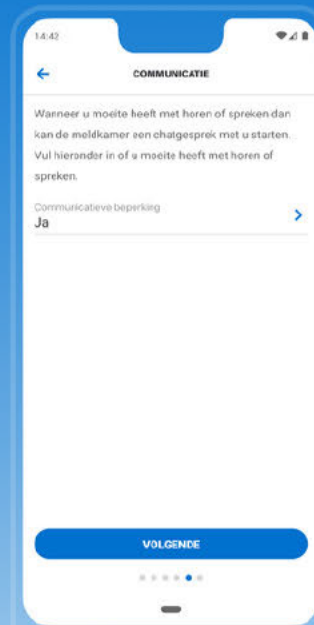 14:42
COMMUNICATIE
Wanneer u moeite heeft met horen of spreken dan
kan de meldkamer een chatgesprek met u starten.
Vul hieronder in of u moeite heeft met horen of
spreken.
Communicatieve beperking
Ja
VOLGENDE